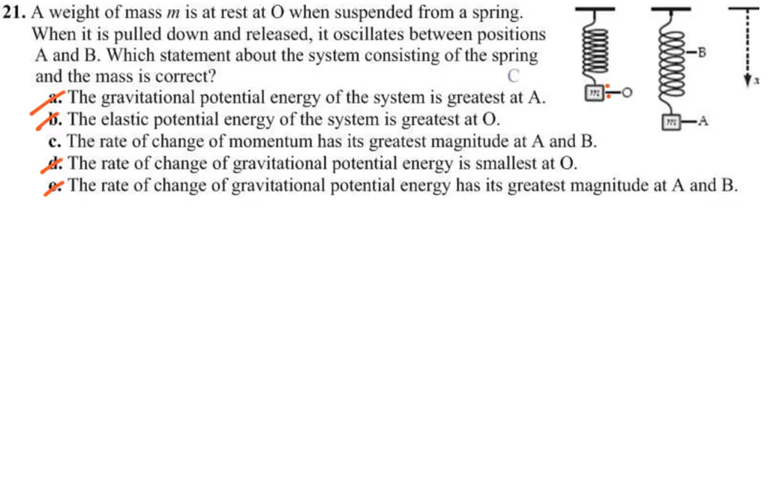 21. A weight of mass m is at rest at O when suspended from a spring.
When it is pulled down and released, it oscillates between positions
A and B. Which statement about the system consisting of the spring
and the mass is correct?
C
a. The gravitational potential energy of the system is greatest at A.
b. The elastic potential energy of the system is greatest at O.
c. The rate of change of momentum has its greatest magnitude at A and B.
d. The rate of change of gravitational potential energy is smallest at O.
e. The rate of change of gravitational potential energy has its greatest magnitude at A and B.
B
m O
m A